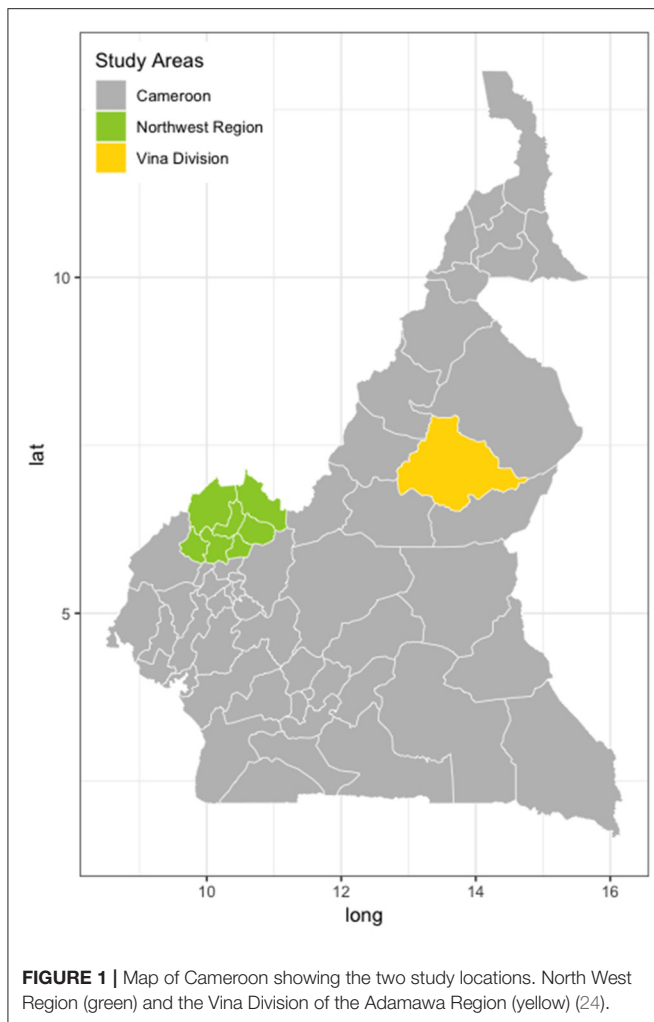 Study Areas
Cameroon
Northwest Region
Vina Division
10
lat
5
10 12 14 16
long
FIGURE 1 | Map of Cameroon showing the two study locations. North West
Region (green) and the Vina Division of the Adamawa Region (yellow) (24).